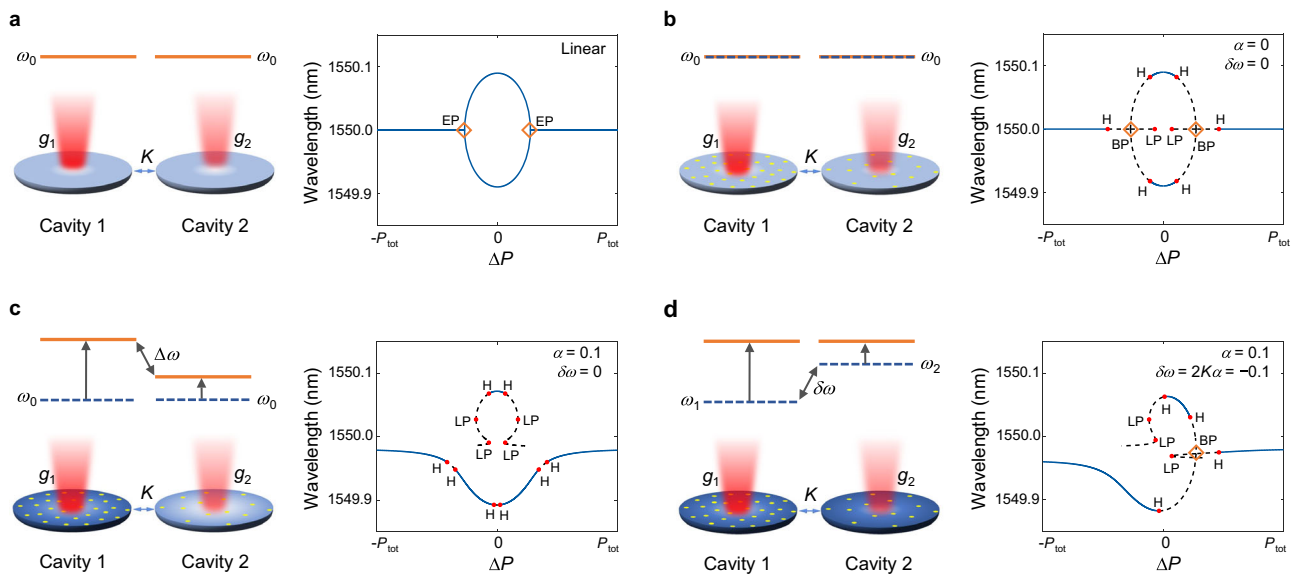 a
ω0
ω0
g1
g2
K
Cavity 1
Cavity 2
Linear
Wavelength (nm)
1550.1
1550.0
1549.9
EP
EP
-Ptot
0
Ptot
ΔP
b
ω0
ω0
g1
g2
K
Cavity 1
Cavity 2
α = 0
δω = 0
Wavelength (nm)
1550.1
1550.0
1549.9
H
H
H
H
BP
LP
LP
BP
H
H
-Ptot
0
Ptot
ΔP
c
Δω
ω0
ω0
g1
g2
K
Cavity 1
Cavity 2
α = 0.1
δω = 0
Wavelength (nm)
1550.1
1550.0
1549.9
H
H
LP
LP
LP
LP
H
H
H
H
H
H
-Ptot
0
Ptot
ΔP
d
ω2
ω1
δω
g1
g2
K
Cavity 1
Cavity 2
α = 0.1
δω = 2Kα = −0.1
Wavelength (nm)
1550.1
1550.0
1549.9
H
LP
H
LP
BP
LP
H
H
-Ptot
0
Ptot
ΔP